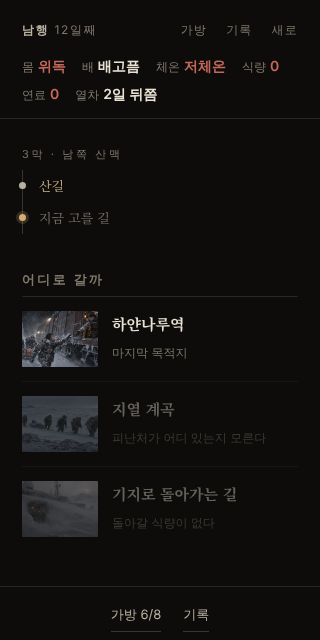 남행 12일째 가방 기록 새로
몸 위독 배 배고픔 체온 저체온 식량 0
연료 0 열차 2일 뒤쫌
3막 · 남쪽 산맥
산길
지금 고를 길
어디로 갈까
하얀나루역
마지막 목적지
지열 계곡
피난처가 어디 있는지 모른다
기지로 돌아가는 길
돌아갈 식량이 없다
가방 6/8 기록